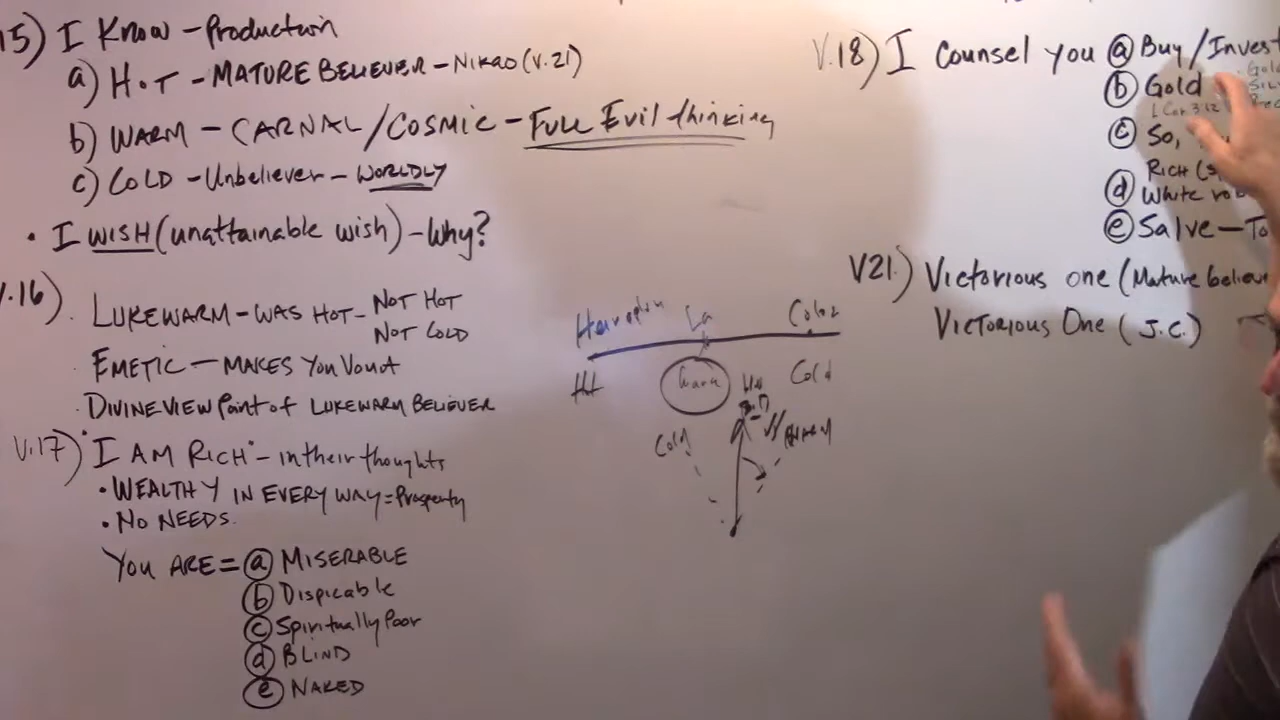 15) I KNOW - Production
a) HOT - MATURE BELIEVER - Nikao (V.21)
b) WARM - CARNAL/COSMIC - FULL Evil thinking
c) COLD - Unbeliever - WORLDLY
• I WISH (unattainable wish) - Why?
V.16)
LUKEWARM - WAS HOT - NOT HOT
NOT COLD
EMETIC - MAKES YOU VOMIT
• DIVINE VIEW POINT OF LUKEWARM BELIEVER
V.17) I AM RICH - in their thoughts
• WEALTHY IN EVERY WAY = Prosperity
• NO NEEDS.
YOU ARE = a MISERABLE
b Dispicable
c Spiritually Poor
d BLIND
e NAKED
La
Cold
Cold
V.18) I Counsel you a Buy/Invest
b Gold
1 Cor 3:12
c So,
RICH
d White
e Salve - To
V21.) Victorious one (Mature believe
VICTORIOUS ONE (J.C.)